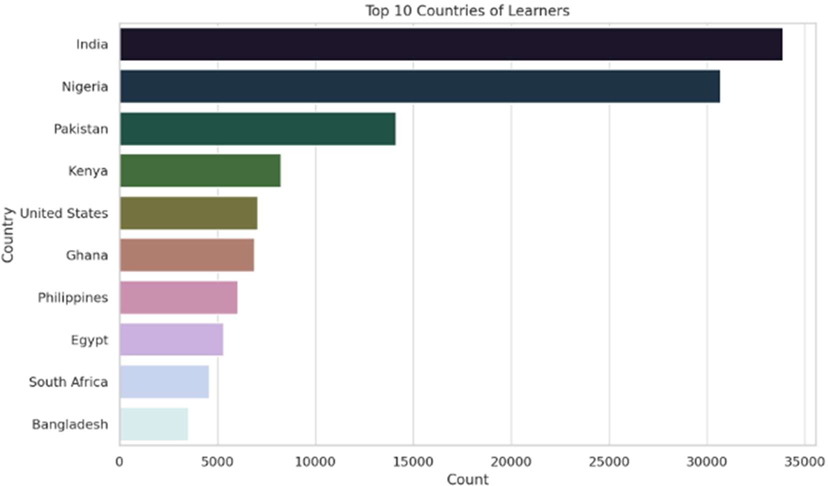 Top 10 Countries of Learners
India
Nigeria
Pakistan
Kenya
United States
Ghana
Philippines
Egypt
South Africa
Bangladesh
Country
0 5000 10000 15000 20000 25000 30000 35000
Count